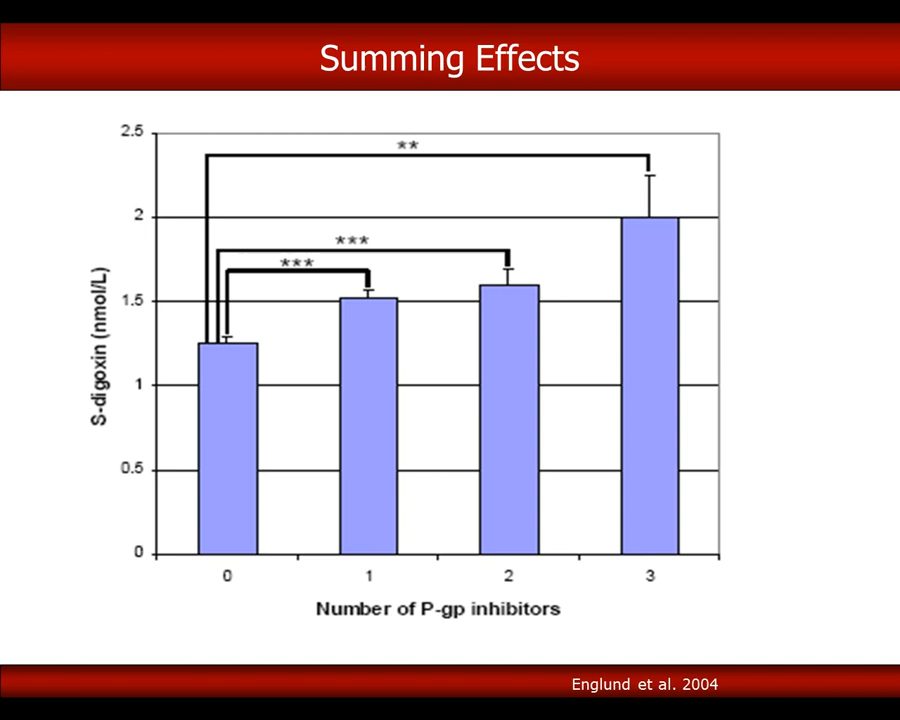 Summing Effects
2.5
2
1.5
1
0.5
0
S-digoxin (nmol/L)
**
***
***
0 1 2 3
Number of P-gp inhibitors
Englund et al. 2004